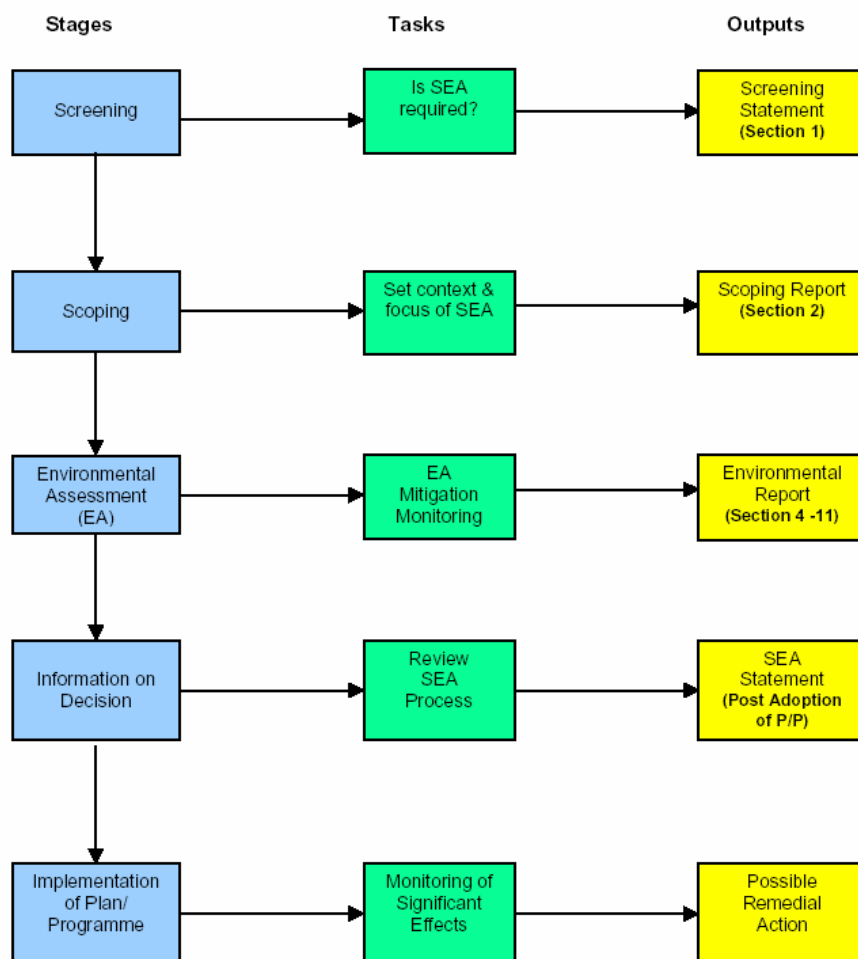 Stages
Tasks
Outputs
Screening
Is SEA
required?
Screening
Statement
(Section 1)
Scoping
Set context &
focus of SEA
Scoping Report
(Section 2)
Environmental
Assessment
(EA)
EA
Mitigation
Monitoring
Environmental
Report
(Section 4 -11)
Information on
Decision
Review
SEA
Process
SEA
Statement
(Post Adoption
of P/P)
Implementation
of Plan/
Programme
Monitoring of
Significant
Effects
Possible
Remedial
Action